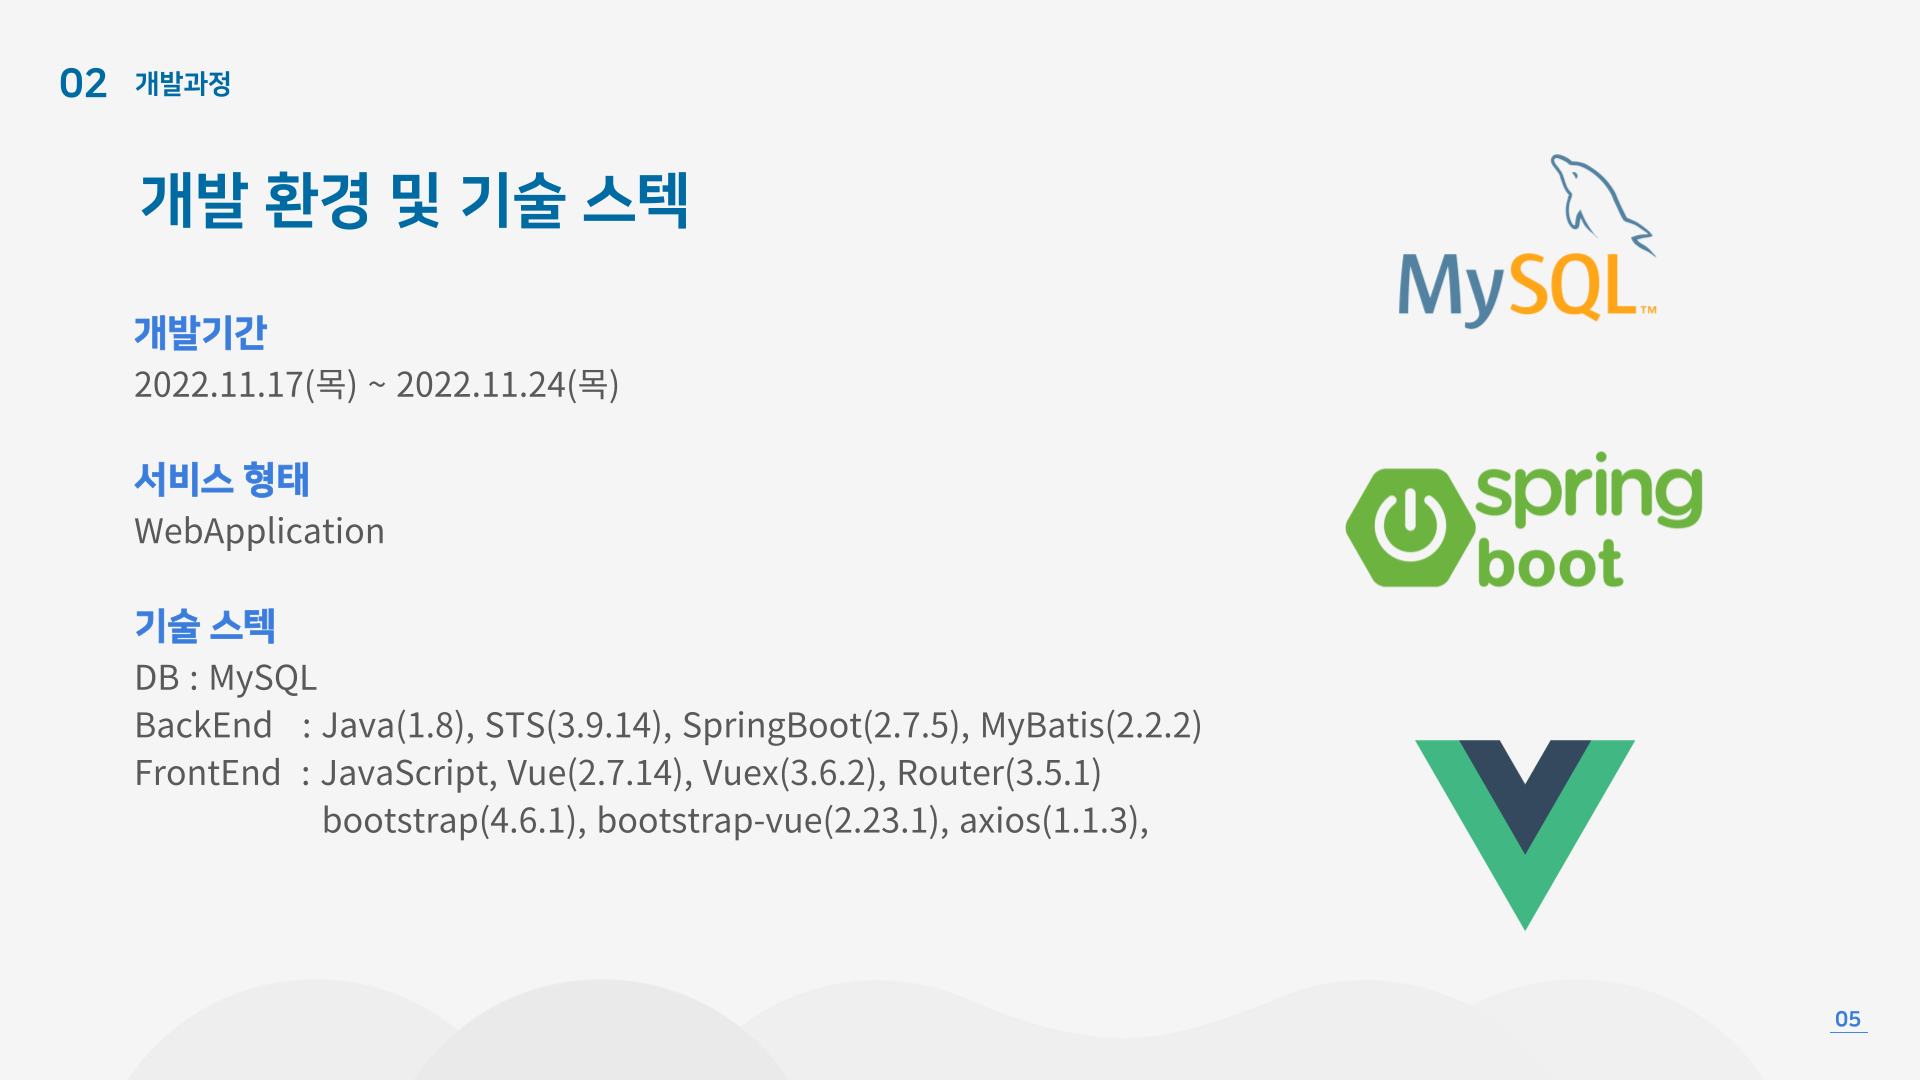 02 개발과정
개발 환경 및 기술 스텍
개발기간
2022.11.17(목) ~ 2022.11.24(목)
서비스 형태
WebApplication
기술 스텍
DB : MySQL
BackEnd : Java(1.8), STS(3.9.14), SpringBoot(2.7.5), MyBatis(2.2.2)
FrontEnd : JavaScript, Vue(2.7.14), Vuex(3.6.2), Router(3.5.1)
bootstrap(4.6.1), bootstrap-vue(2.23.1), axios(1.1.3),
MySQL™
spring
boot
05